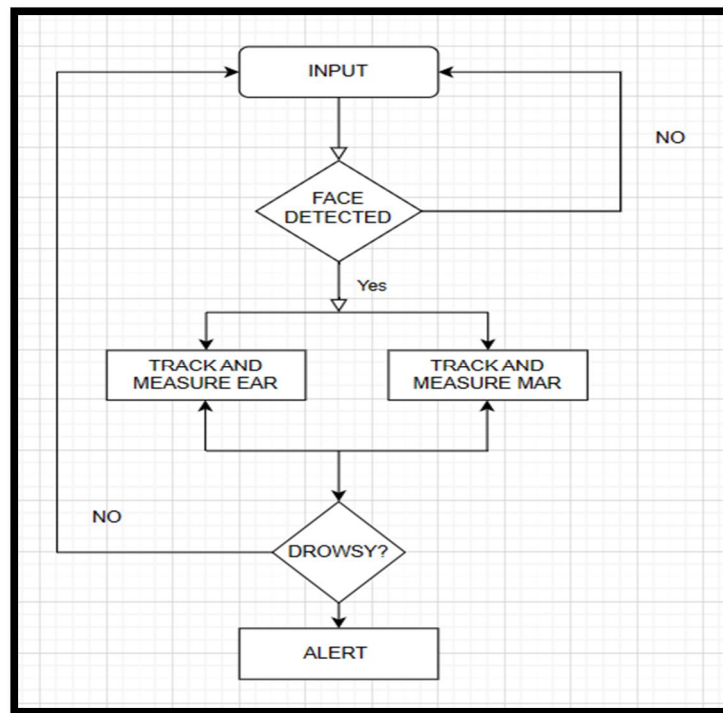 INPUT
NO
FACE
DETECTED
Yes
TRACK AND
MEASURE EAR
TRACK AND
MEASURE MAR
NO
DROWSY?
ALERT